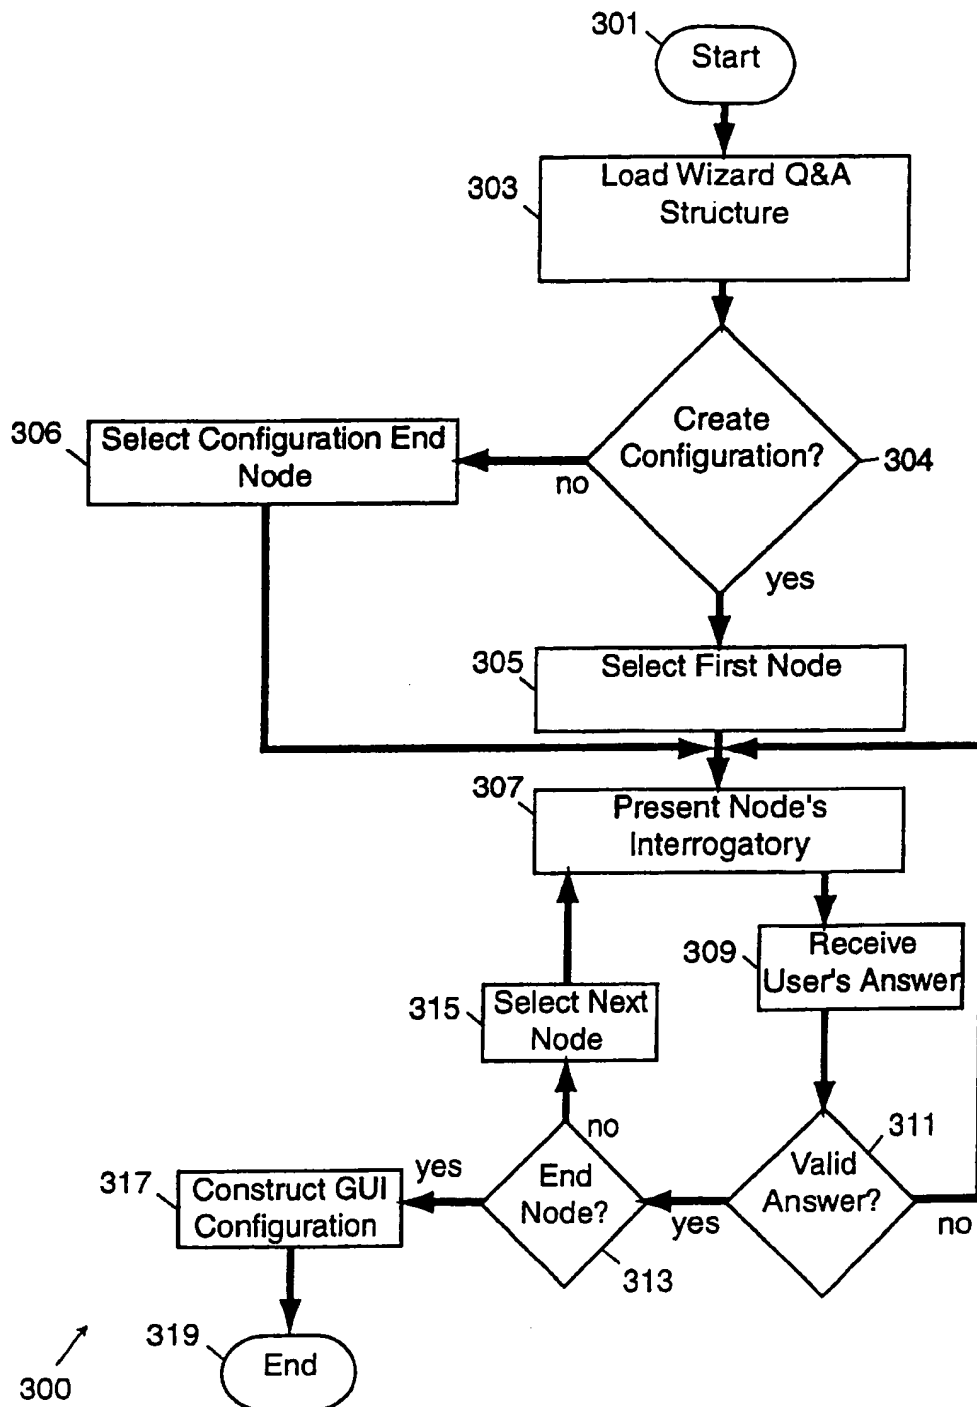 301
Start
303
Load Wizard Q&A
Structure
Create
Configuration?
304
306
Select Configuration End
Node
no
yes
305
Select First Node
307
Present Node's
Interrogatory
309
Receive
User's Answer
315
Select Next
Node
no
311
Valid
Answer?
no
yes
End
Node?
313
yes
317
Construct GUI
Configuration
319
End
300